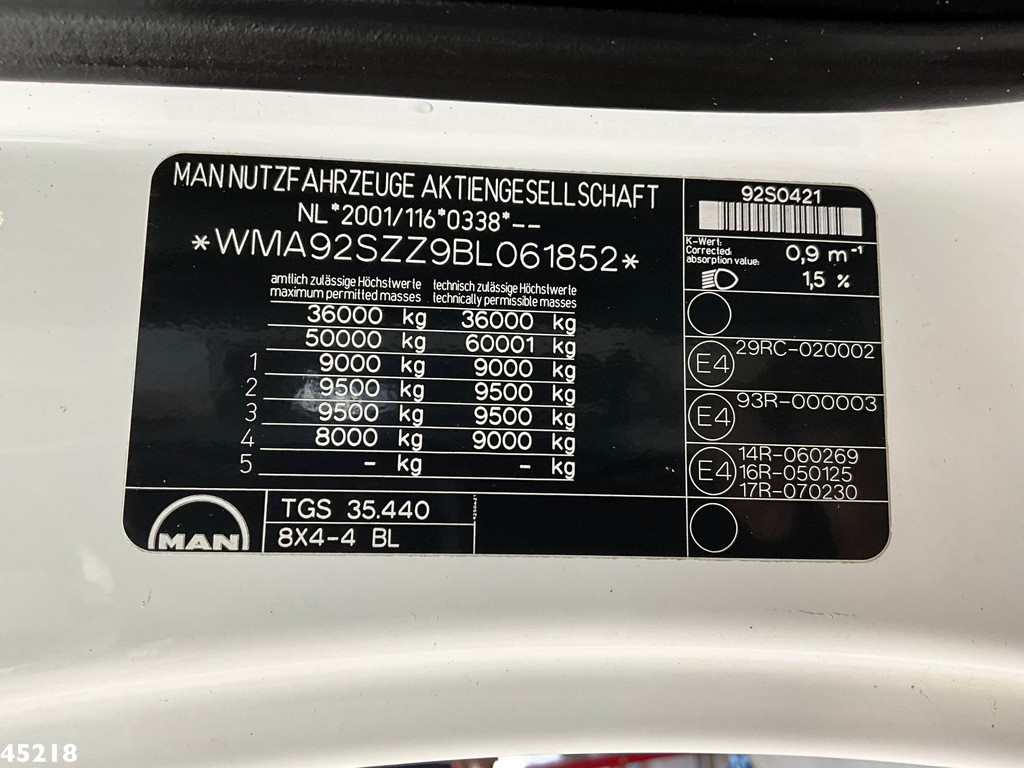 MAN NUTZFAHRZEUGE AKTIENGESELLSCHAFT
NL*2001/116*0338*--
*WMA92SZZ9BL061852*
amtlich zulässige Höchstwerte technisch zulässige Höchstwerte
maximum permitted masses technically permissible masses
36000 kg 36000 kg
50000 kg 60001 kg
1 9000 kg 9000 kg
2 9500 kg 9500 kg
3 9500 kg 9500 kg
4 8000 kg 9000 kg
5 - kg - kg
MAN
TGS 35.440
8X4-4 BL
92S0421
K-Wert:
Corrected
absorption value:
0,9 m⁻¹
1,5 %
E4 29RC-020002
E4 93R-000003
E4 14R-060269
16R-050125
17R-070230
45218